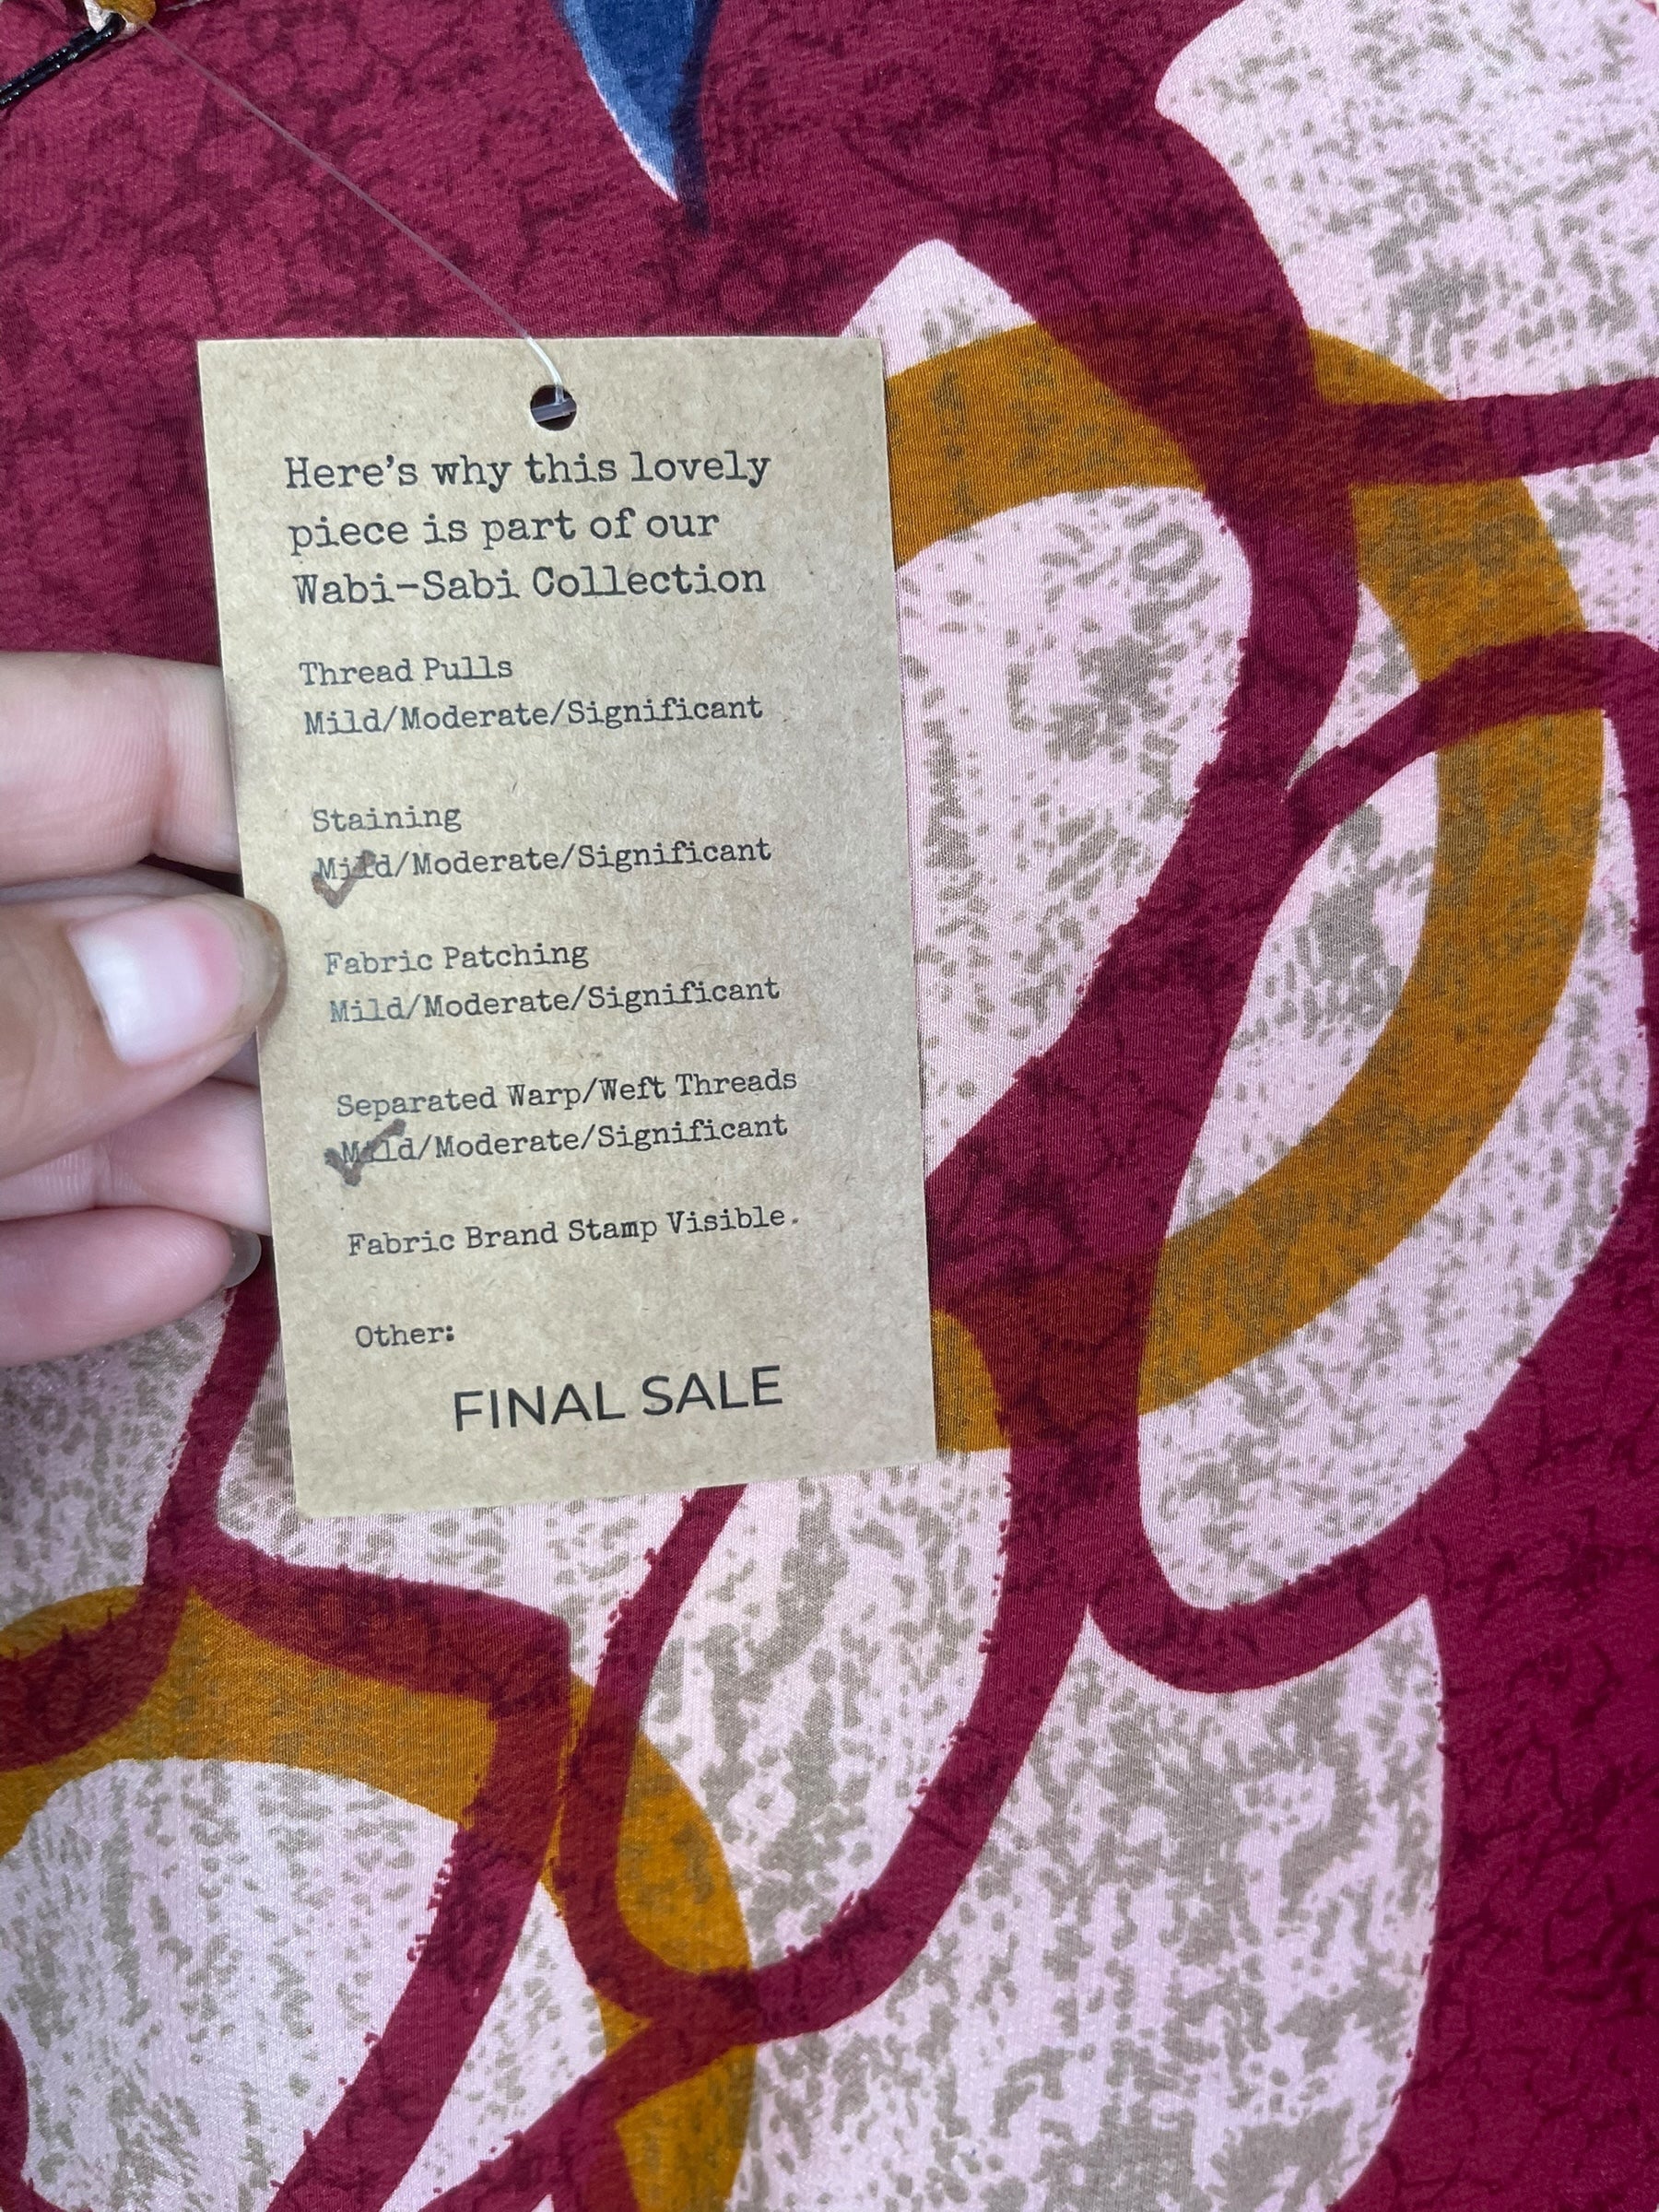 Here's why this lovely
piece is part of our
Wabi-Sabi Collection
Thread Pulls
Mild/Moderate/Significant
Staining
Mild/Moderate/Significant
Fabric Patching
Mild/Moderate/Significant
Separated Warp/Weft Threads
Mild/Moderate/Significant
Fabric Brand Stamp Visible.
Other:
FINAL SALE